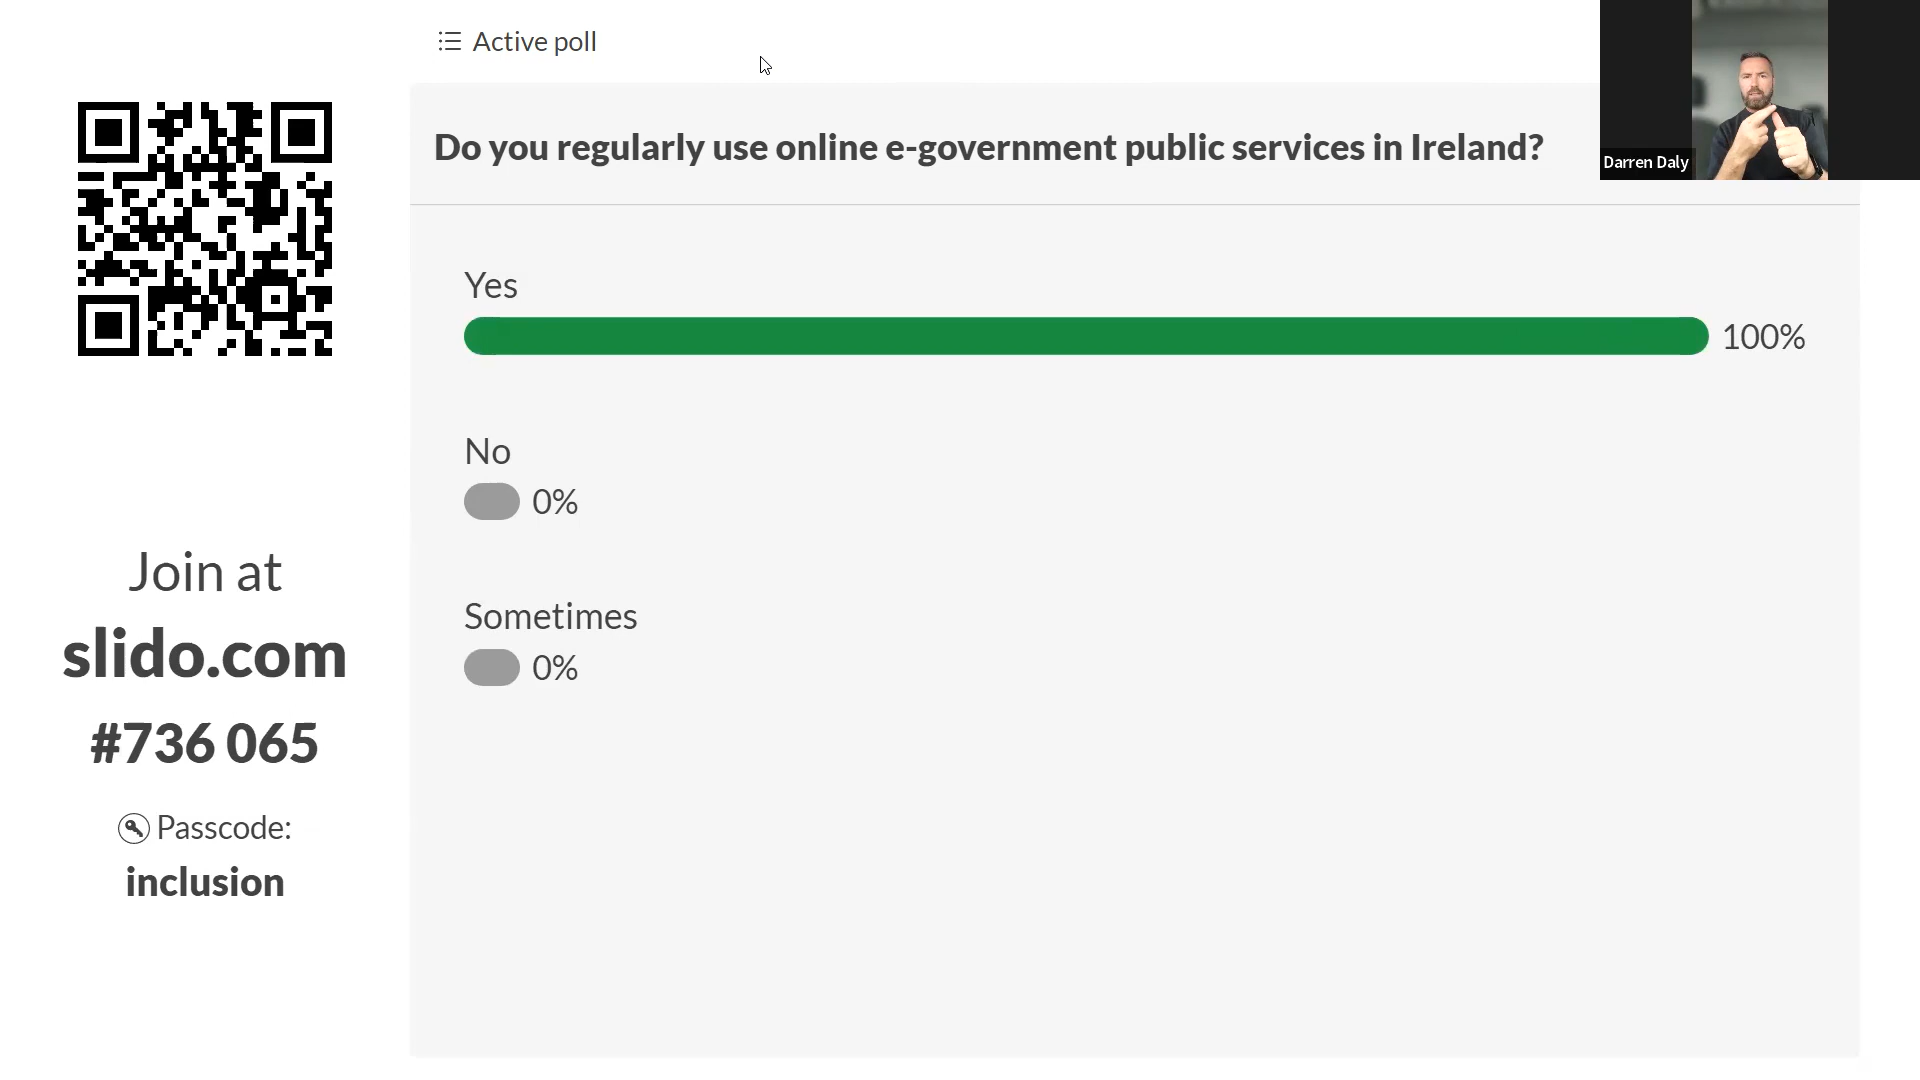 Active poll
Do you regularly use online e-government public services in Ireland?
Darren Daly
Yes
100%
No
0%
Sometimes
0%
Join at
slido.com
#736 065
Passcode:
inclusion